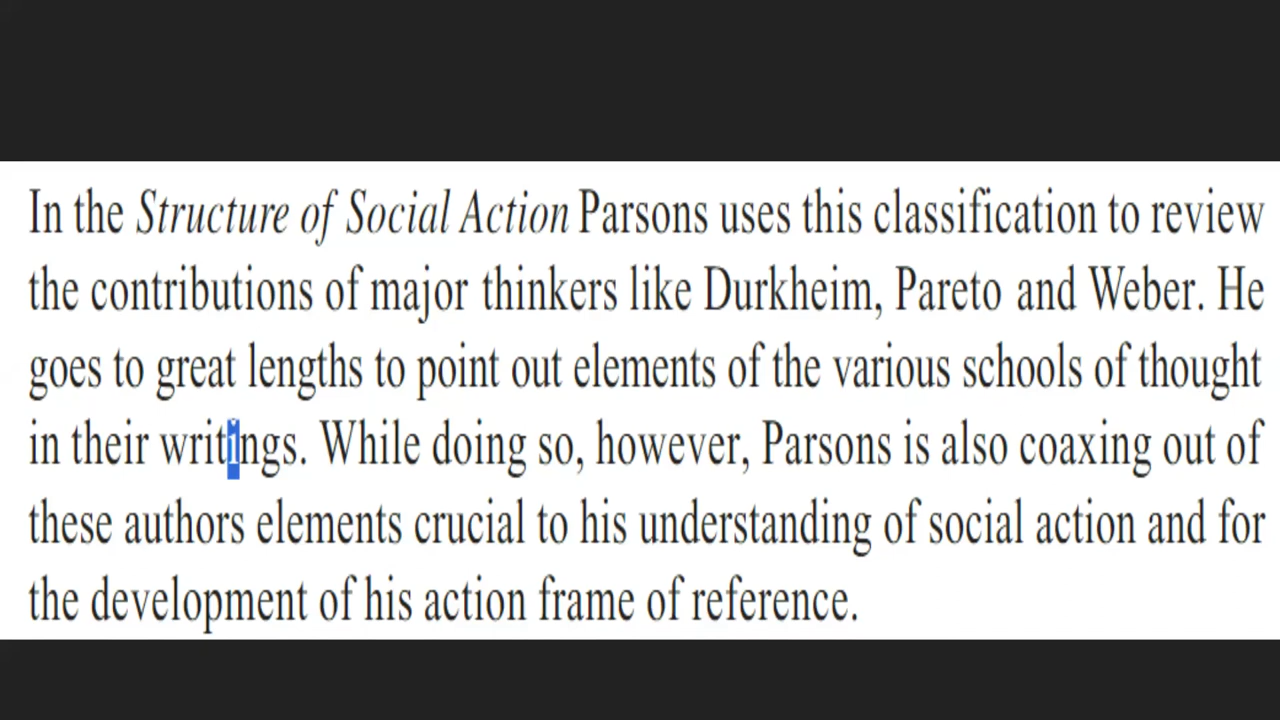 In the Structure of Social Action Parsons uses this classification to review
the contributions of major thinkers like Durkheim, Pareto and Weber. He
goes to great lengths to point out elements of the various schools of thought
in their writings. While doing so, however, Parsons is also coaxing out of
these authors elements crucial to his understanding of social action and for
the development of his action frame of reference.